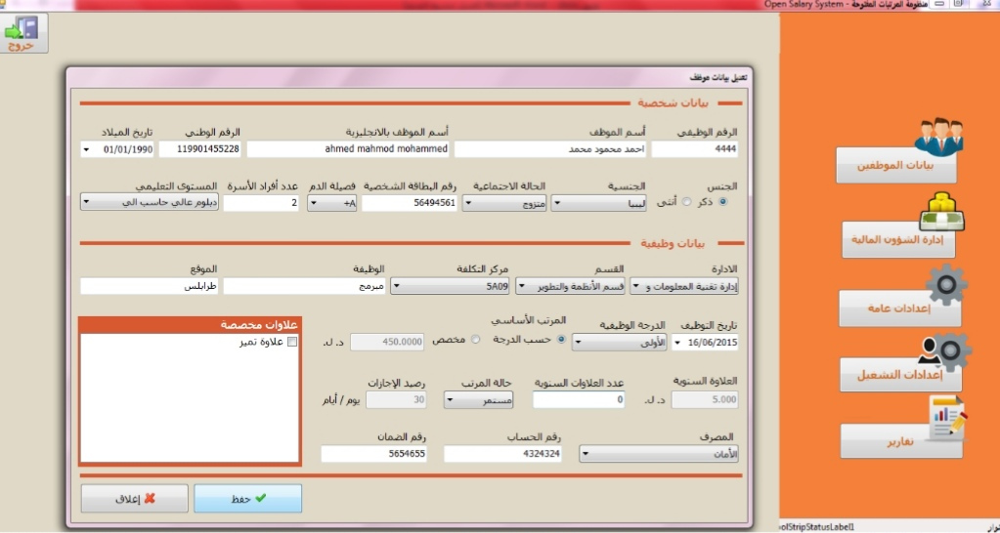 منظومة المرتبات المفتوحة - Open Salary System
خروج
تعديل بيانات موظف
بيانات شخصية
الرقم الوظيفي أسم الموظف أسم الموظف بالانجليزية الرقم الوطني تاريخ الميلاد
4444 احمد محمود محمد ahmed mahmod mohammed 119901455228 01/01/1990
الجنس الجنسية الحالة الاجتماعية رقم البطاقة الشخصية فصيلة الدم عدد أفراد الأسرة المستوى التعليمي
ذكر أنثى ليبيا متزوج 56494561 A+ 2 دبلوم عالي حاسب الي
بيانات وظيفية
الادارة القسم مركز التكلفة الوظيفة الموقع
إدارة تقنية المعلومات و قسم الأنظمة والتطوير 5A09 مبرمج طرابلس
تاريخ التوظيف الدرجة الوظيفية المرتب الأساسي
16/06/2015 الأولى حسب الدرجة مخصص 450.0000 د. ل.
علاوات مخصصة
علاوة تميز
العلاوة السنوية عدد العلاوات السنوية حالة المرتب رصيد الإجازات
5.000 د. ل. 0 مستمر 30 يوم / أيام
المصرف رقم الحساب رقم الضمان
الأمان 4324324 5654655
حفظ إغلاق
بيانات الموظفين
إدارة الشؤون المالية
إعدادات عامة
إعدادات التشغيل
تقارير
olStripStatusLabel1